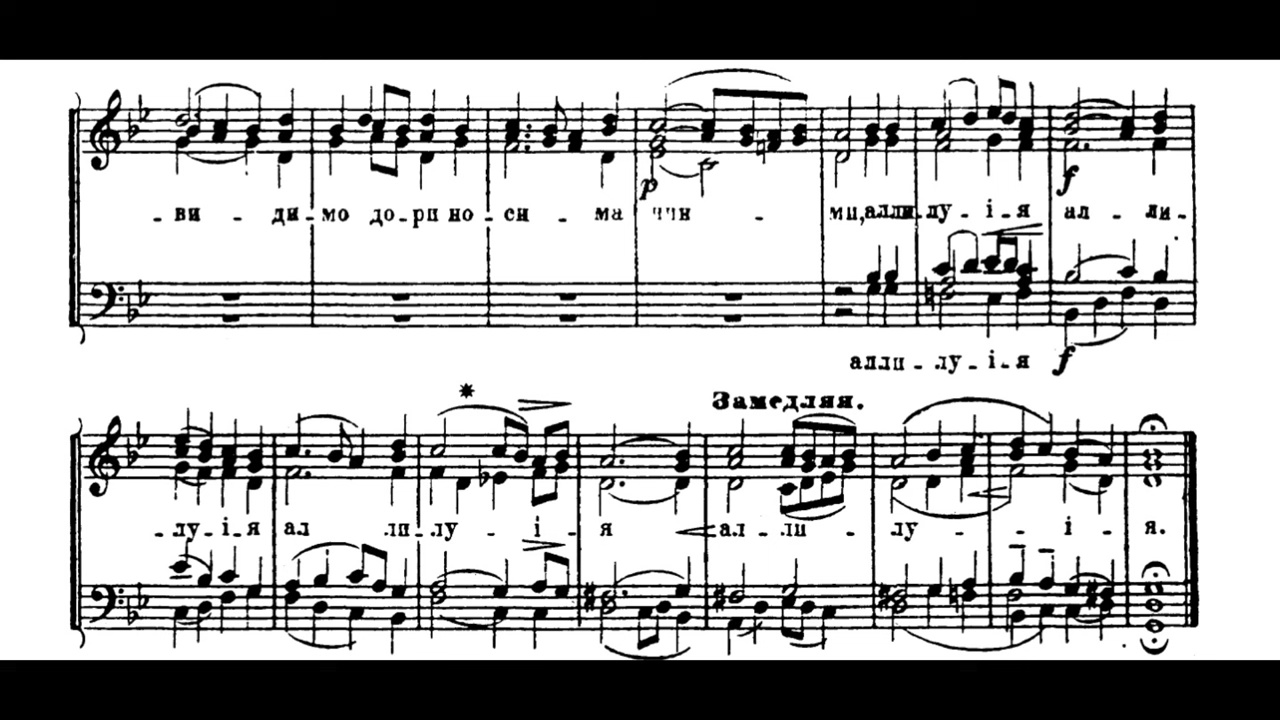 - ви - ди - мо до - ри но - си - ма чин - ми, алли - лу - і - я ал - ли -
p
f
алли - лу - і - я f
*
Замедляя.
- лу - і - я ал ли - лу - і - я ал - ли - лу - і - я.